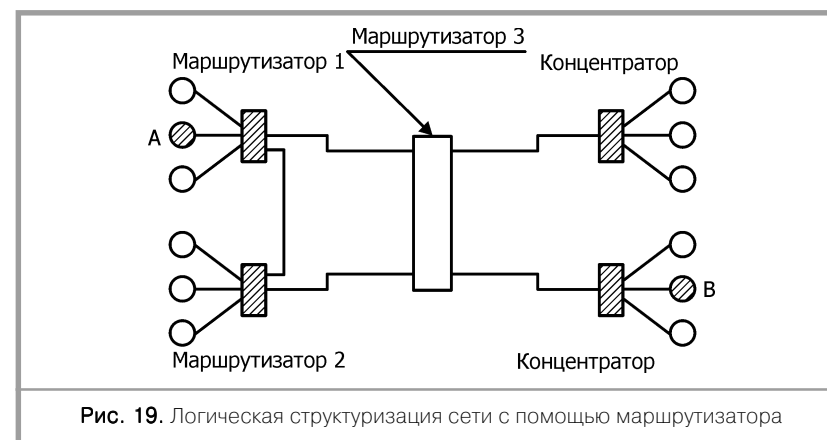 Маршрутизатор 3
Маршрутизатор 1
Концентратор
А
В
Маршрутизатор 2
Концентратор
Рис. 19. Логическая структуризация сети с помощью маршрутизатора